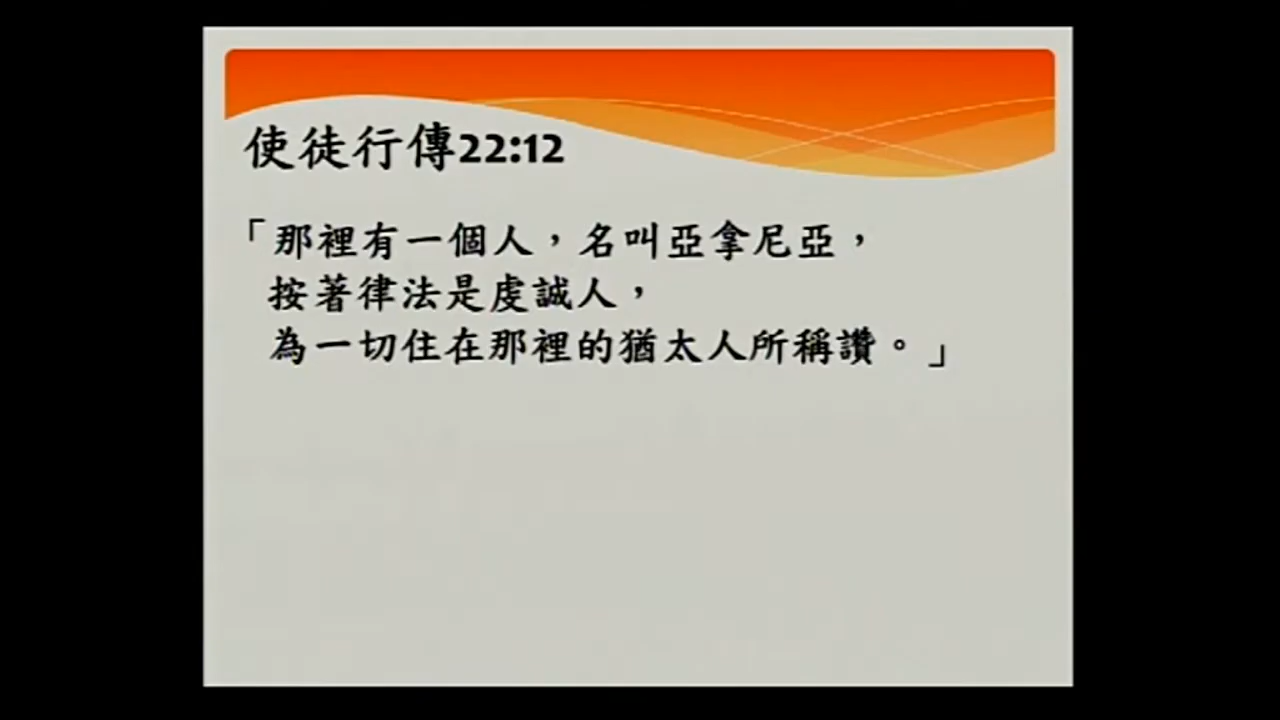 使徒行傳22:12
「那裡有一個人，名叫亞拿尼亞，
按著律法是虔誠人，
為一切住在那裡的猶太人所稱讚。」